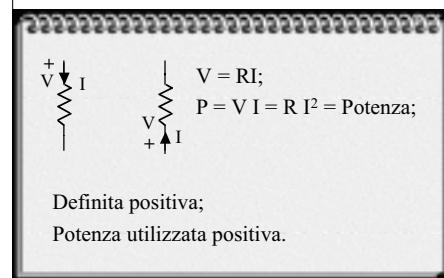 +
V I
V = RI;
P = V I = R I² = Potenza;
V
+ I
Definita positiva;
Potenza utilizzata positiva.